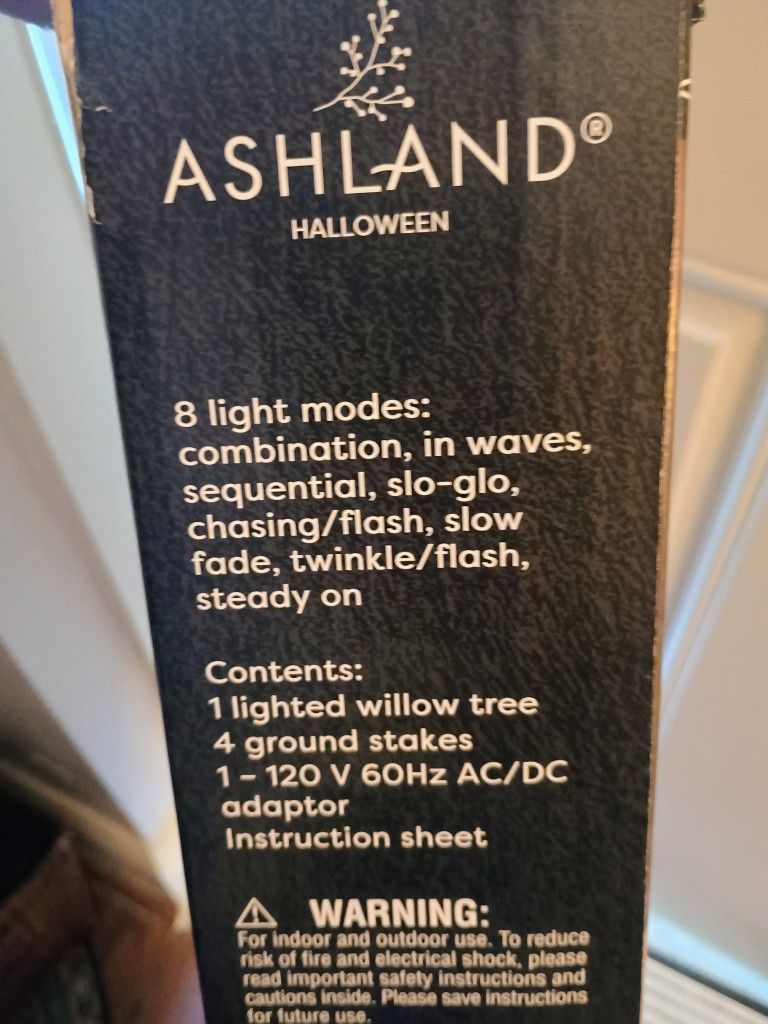 ASHLAND®
HALLOWEEN
8 light modes:
combination, in waves,
sequential, slo-glo,
chasing/flash, slow
fade, twinkle/flash,
steady on
Contents:
1 lighted willow tree
4 ground stakes
1 - 120 V 60Hz AC/DC
adaptor
Instruction sheet
⚠ WARNING:
For indoor and outdoor use. To reduce
risk of fire and electrical shock, please
read important safety instructions and
cautions inside. Please save instructions
for future use.